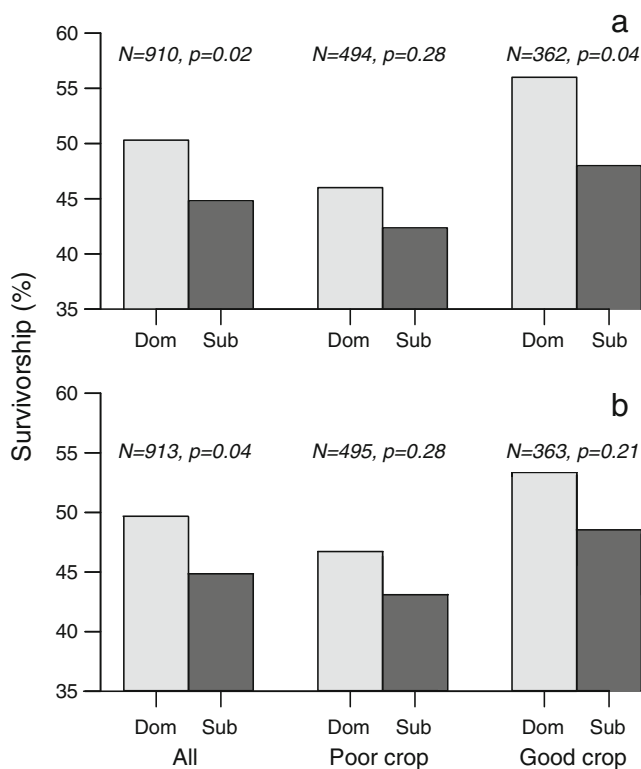 a
60
N=910, p=0.02 N=494, p=0.28 N=362, p=0.04
55
50
45
40
35
Dom Sub Dom Sub Dom Sub
Survivorship (%)
b
60
N=913, p=0.04 N=495, p=0.28 N=363, p=0.21
55
50
45
40
35
Dom Sub Dom Sub Dom Sub
All Poor crop Good crop